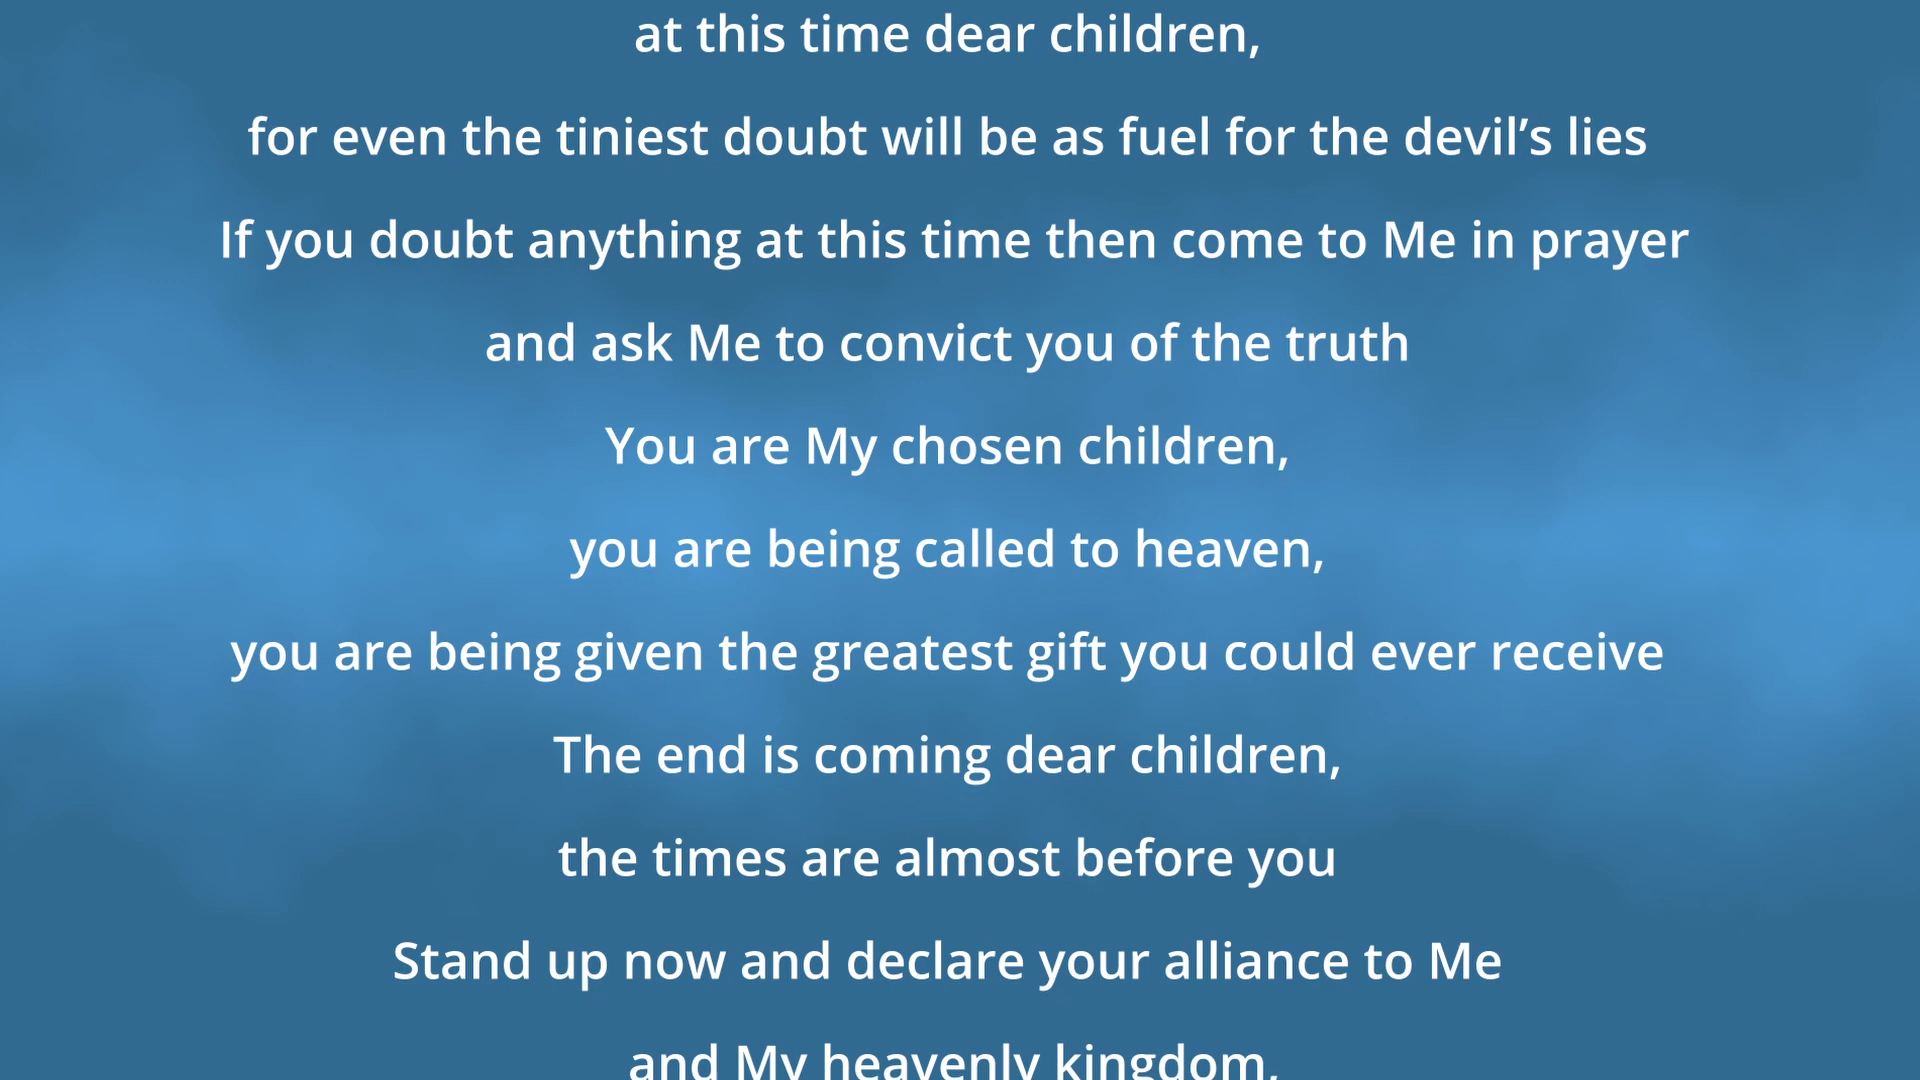 at this time dear children,
for even the tiniest doubt will be as fuel for the devil’s lies
If you doubt anything at this time then come to Me in prayer
and ask Me to convict you of the truth
You are My chosen children,
you are being called to heaven,
you are being given the greatest gift you could ever receive
The end is coming dear children,
the times are almost before you
Stand up now and declare your alliance to Me
and My heavenly kingdom,